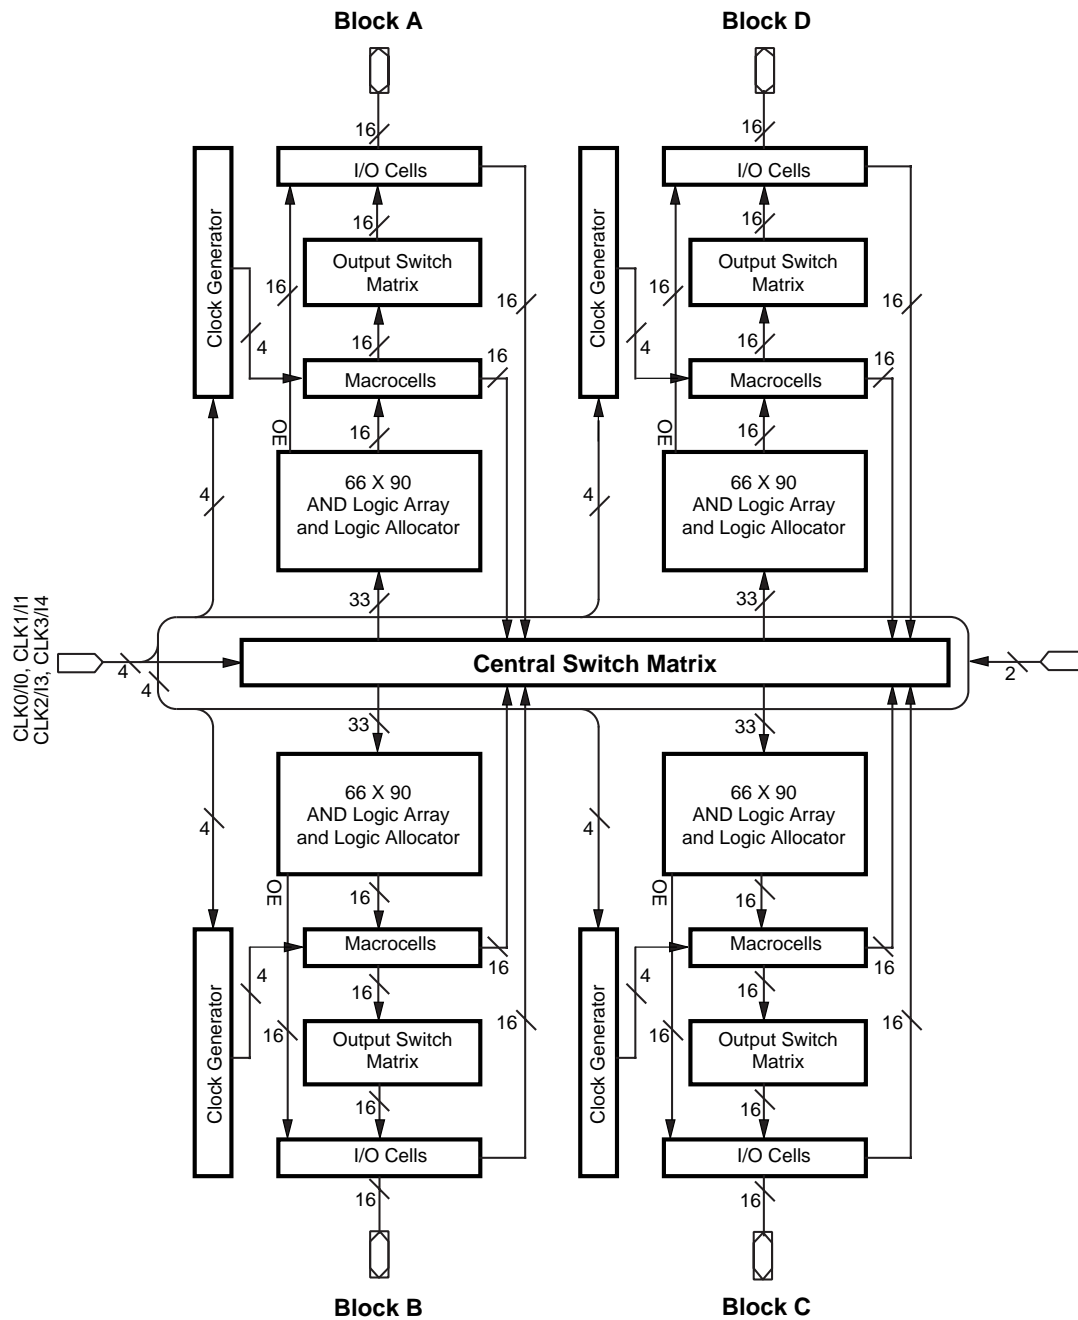 Block A
Block D
16
16
I/O Cells
I/O Cells
16
16
Clock Generator
Output Switch
Matrix
Clock Generator
Output Switch
Matrix
16
16
16
16
4
16
16
4
16
16
Macrocells
Macrocells
OE
16
OE
16
4
66 X 90
AND Logic Array
and Logic Allocator
4
66 X 90
AND Logic Array
and Logic Allocator
33
33
CLK0/I0, CLK1/I1
CLK2/I3, CLK3/I4
4
4
Central Switch Matrix
2
33
33
4
66 X 90
AND Logic Array
and Logic Allocator
4
66 X 90
AND Logic Array
and Logic Allocator
OE
16
OE
16
Macrocells
Macrocells
4
16
16
4
16
16
Clock Generator
16
Output Switch
Matrix
16
Clock Generator
16
Output Switch
Matrix
16
16
16
I/O Cells
I/O Cells
16
16
Block B
Block C